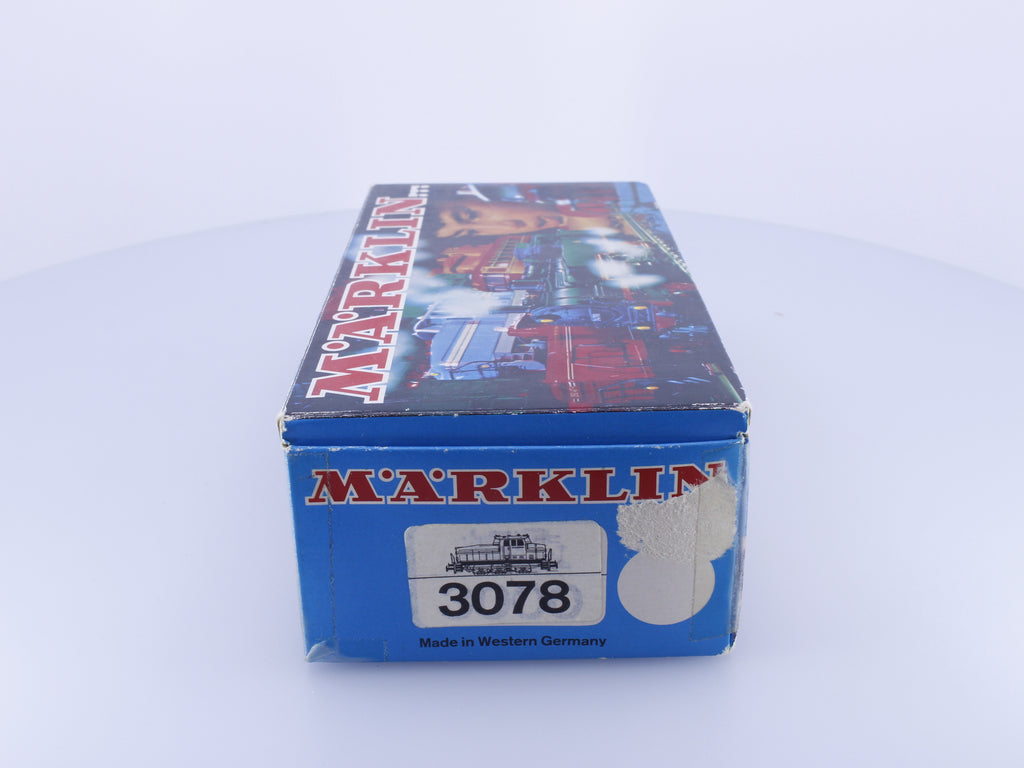 MÄRKLIN...
MÄRKLIN
3078
Made in Western Germany